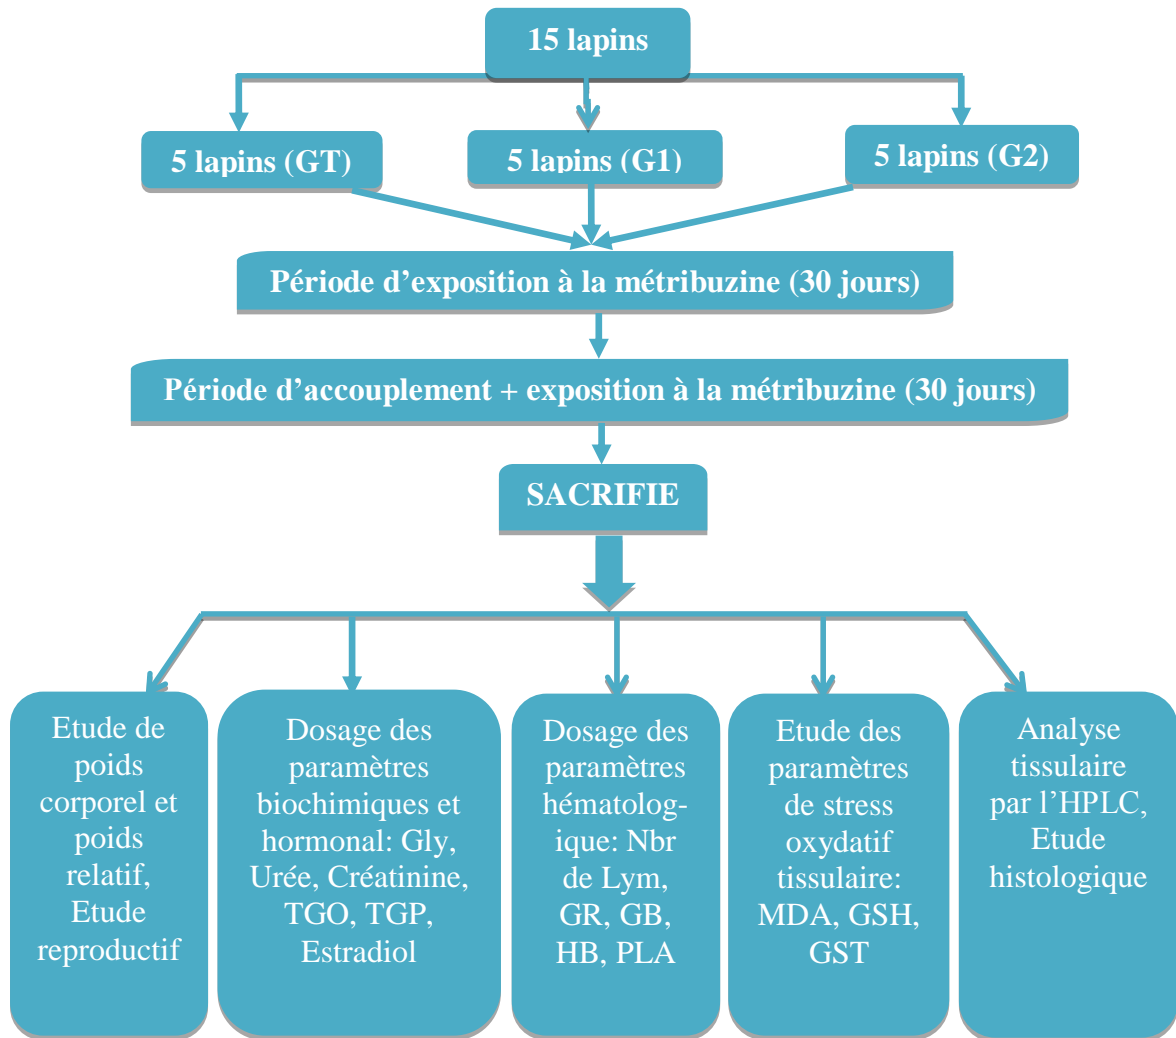 15 lapins
5 lapins (GT)
5 lapins (G1)
5 lapins (G2)
Période d’exposition à la métribuzine (30 jours)
Période d’accouplement + exposition à la métribuzine (30 jours)
SACRIFIE
Etude de
poids
corporel et
poids
relatif,
Etude
reproductif
Dosage des
paramètres
biochimiques et
hormonal: Gly,
Urée, Créatinine,
TGO, TGP,
Estradiol
Dosage des
paramètres
hématolog-
ique: Nbr
de Lym,
GR, GB,
HB, PLA
Etude des
paramètres
de stress
oxydatif
tissulaire:
MDA, GSH,
GST
Analyse
tissulaire
par l’HPLC,
Etude
histologique